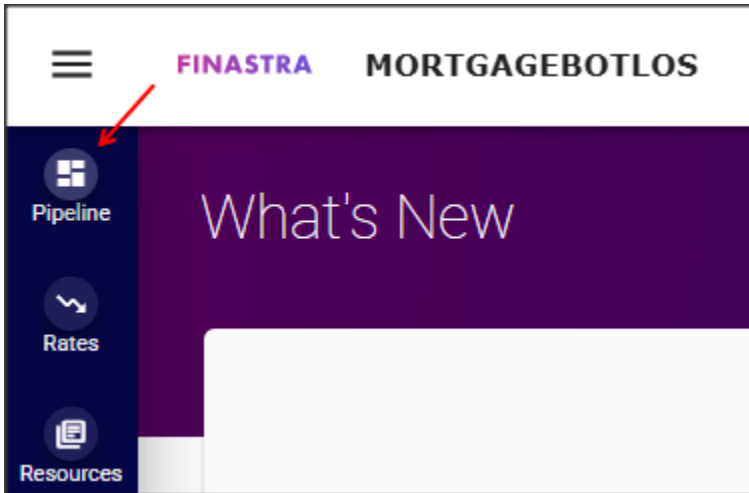 FINASTRA MORTGAGEBOTLOS
Pipeline
What's New
Rates
Resources